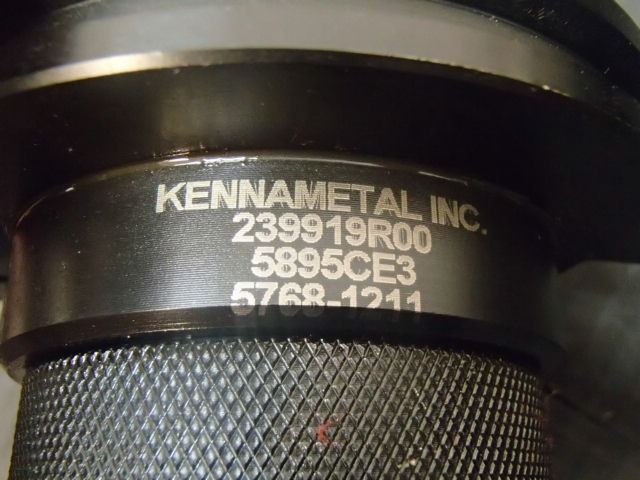 KENNAMETAL INC.
239919R00
5895CE3
5768-1211